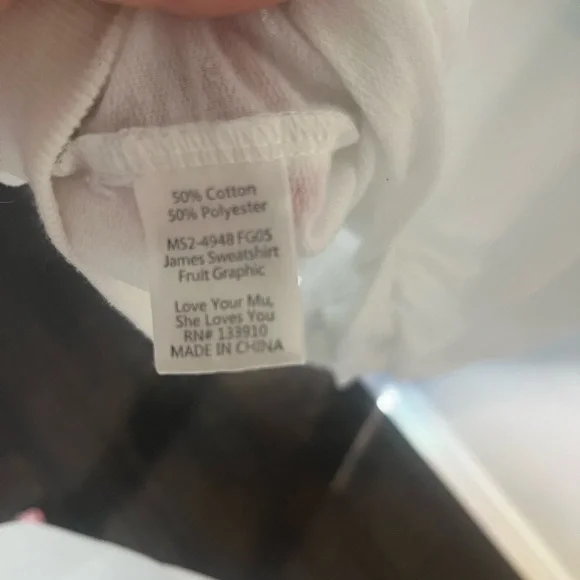 50% Cotton
50% Polyester
MS2-4948 FG05
James Sweatshirt
Fruit Graphic
Love Your Mu,
She Loves You
RN# 133910
MADE IN CHINA